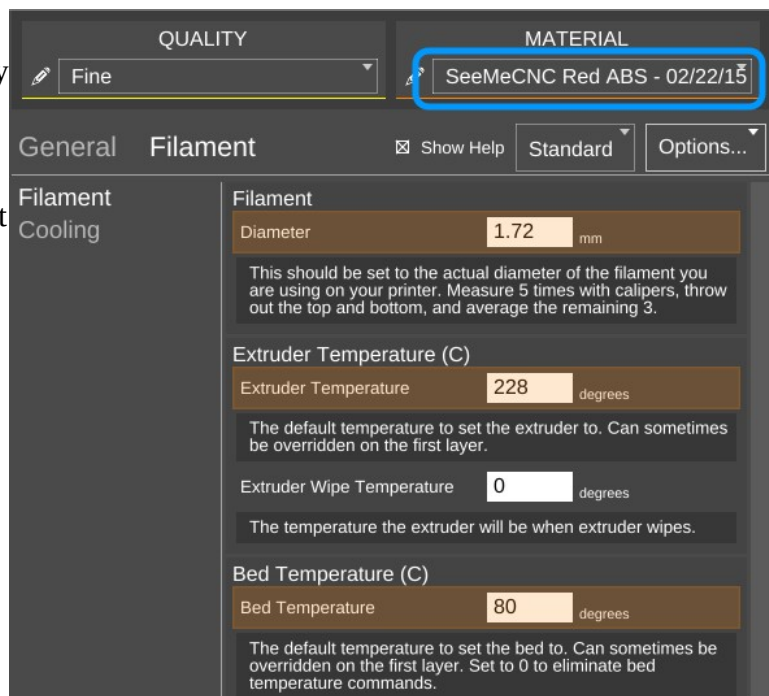 QUALITY
MATERIAL
y
Fine
SeeMeCNC Red ABS - 02/22/15
General
Filament
Show Help
Standard
Options...
Filament
Cooling
t
Filament
Diameter
1.72
mm
This should be set to the actual diameter of the filament you
are using on your printer. Measure 5 times with calipers, throw
out the top and bottom, and average the remaining 3.
Extruder Temperature (C)
Extruder Temperature
228
degrees
The default temperature to set the extruder to. Can sometimes
be overridden on the first layer.
Extruder Wipe Temperature
0
degrees
The temperature the extruder will be when extruder wipes.
Bed Temperature (C)
Bed Temperature
80
degrees
The default temperature to set the bed to. Can sometimes be
overridden on the first layer. Set to 0 to eliminate bed
temperature commands.